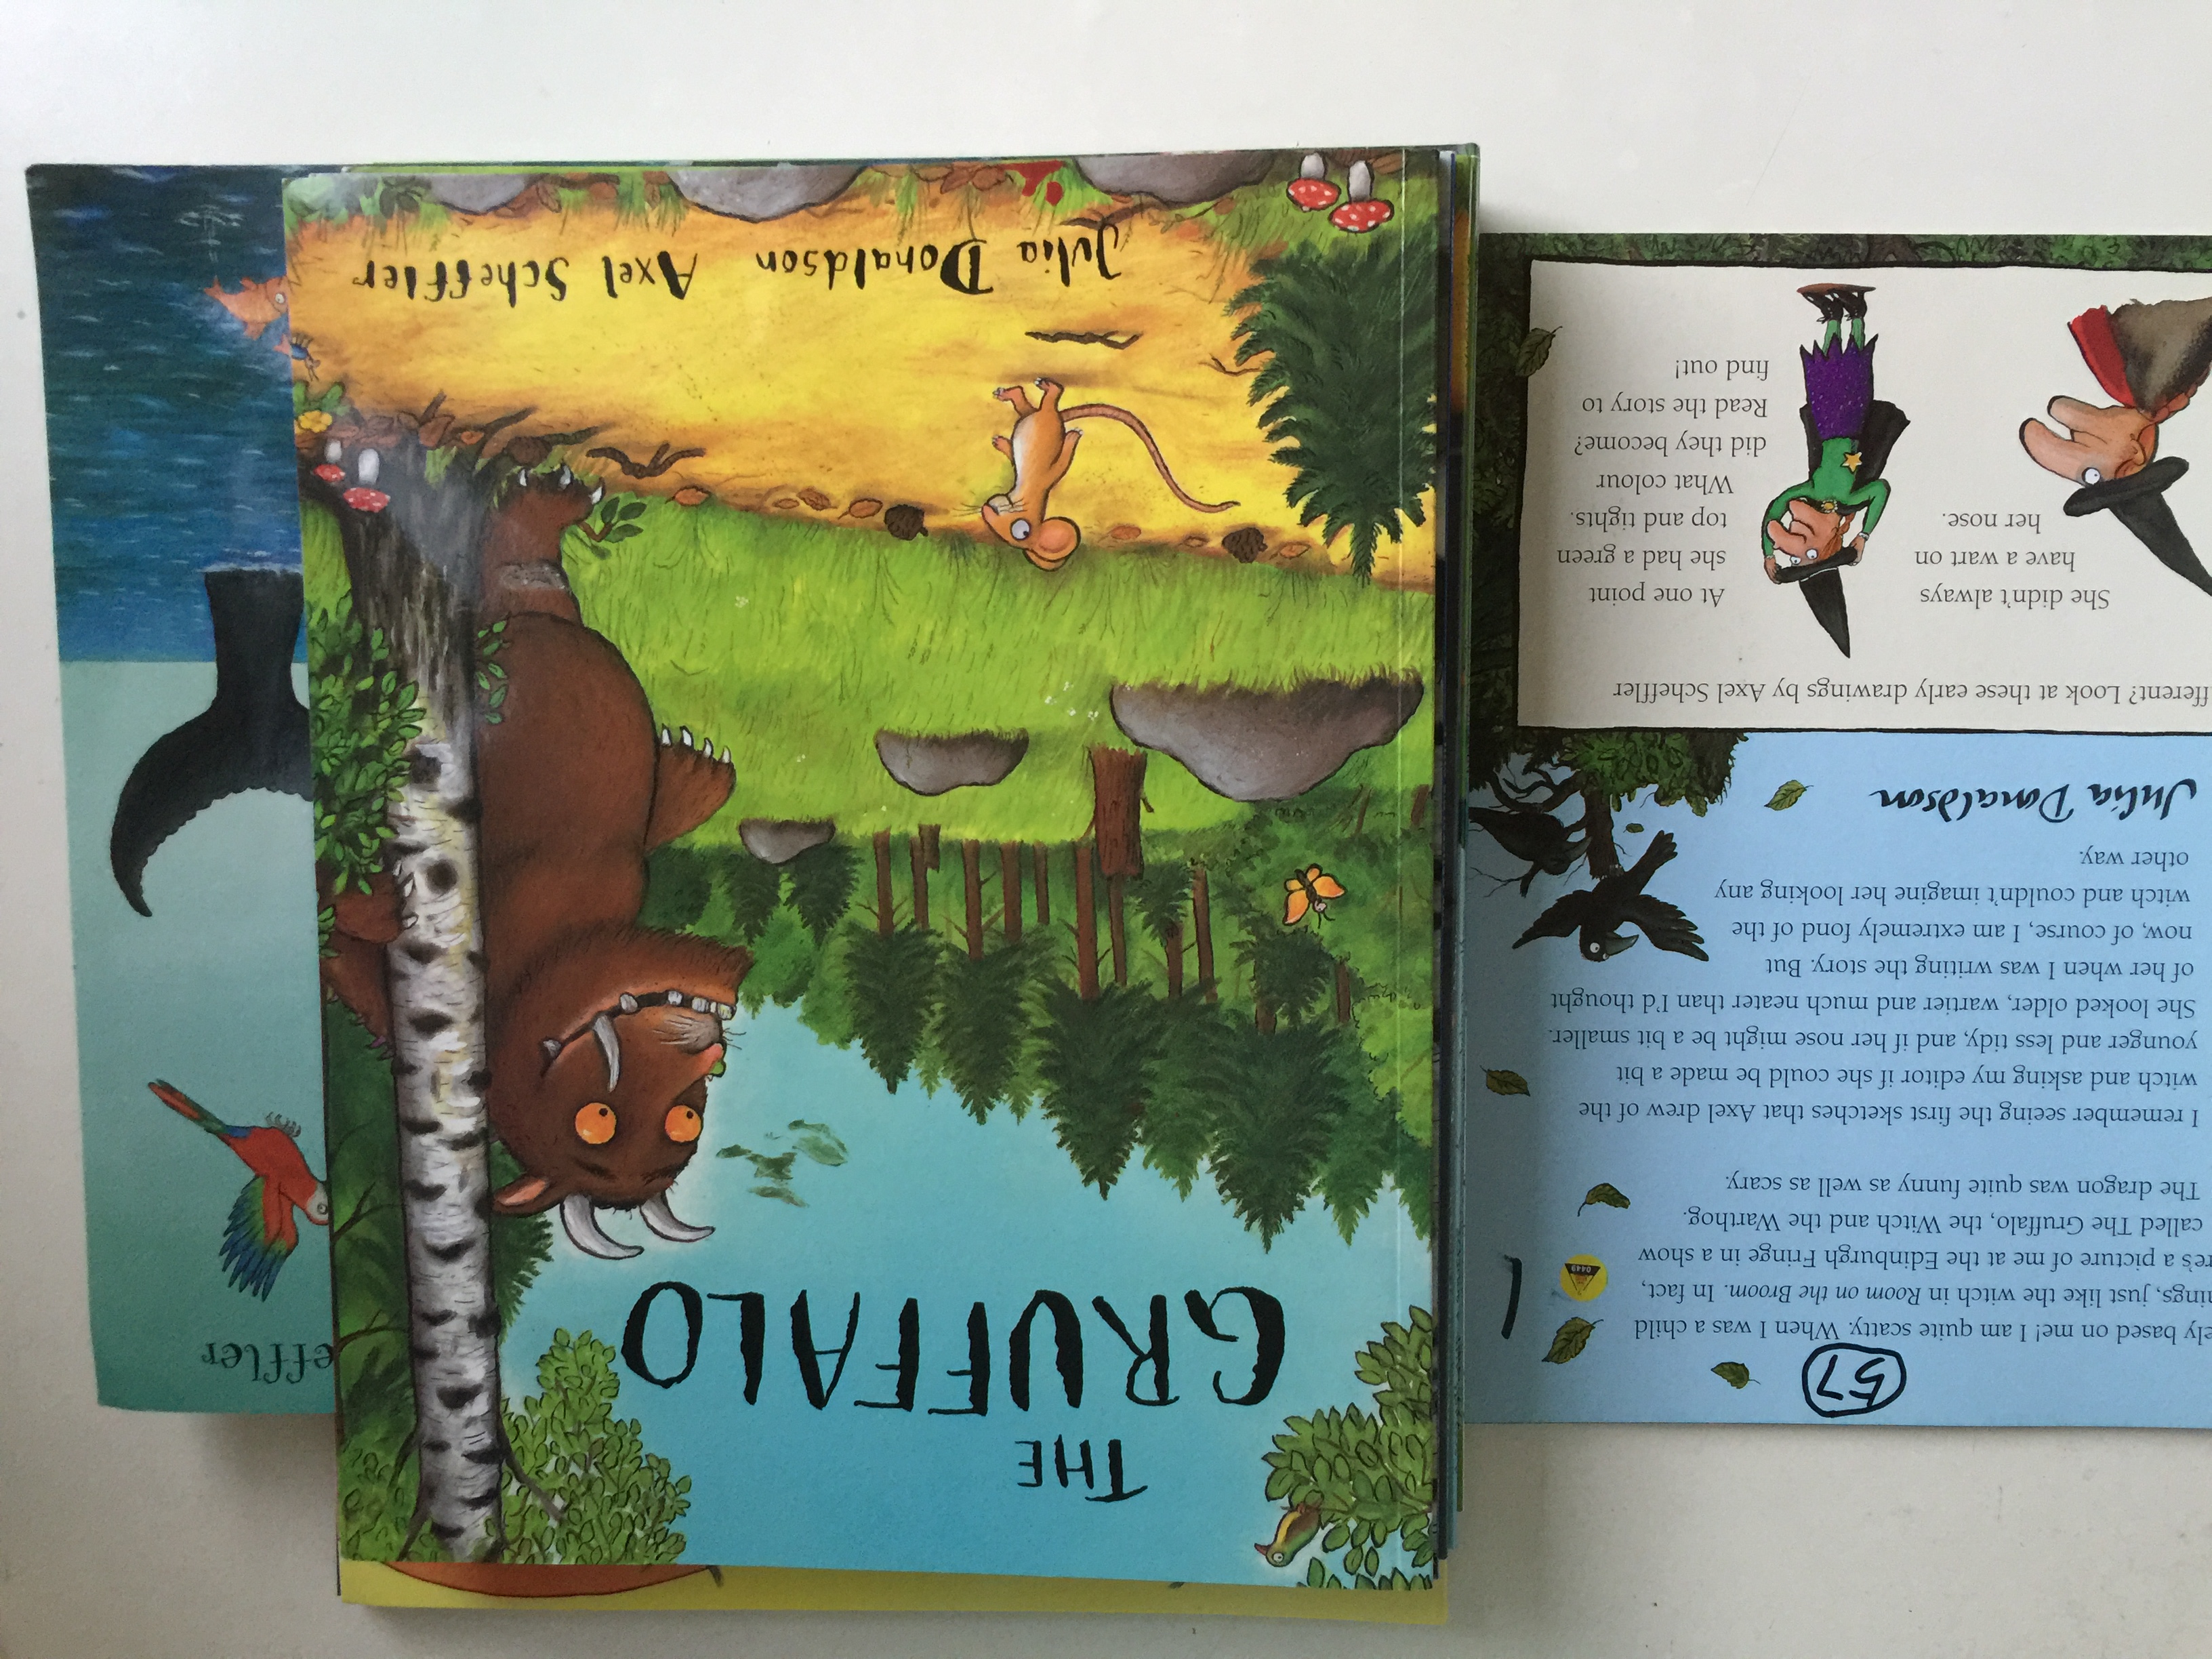 57
ely based on me! I am quite scatty. When I was a child
ings, just like the witch in Room on the Broom. In fact,
re's a picture of me at the Edinburgh Fringe in a show
called The Gruffalo, the Witch and the Warthog.
The dragon was quite funny as well as scary.
0449
I remember seeing the first sketches that Axel drew of the
witch and asking my editor if she could be made a bit
younger and less tidy, and if her nose might be a bit smaller.
She looked older, wartier and much neater than I'd thought
of her when I was writing the story. But
now, of course, I am extremely fond of the
witch and couldn't imagine her looking any
other way.
Julia Donaldson
fferent? Look at these early drawings by Axel Scheffler
She didn't always
have a wart on
her nose.
At one point
she had a green
top and tights.
What colour
did they become?
Read the story to
find out!
THE
GRUFFALO
Julia Donaldson Axel Scheffler
effler